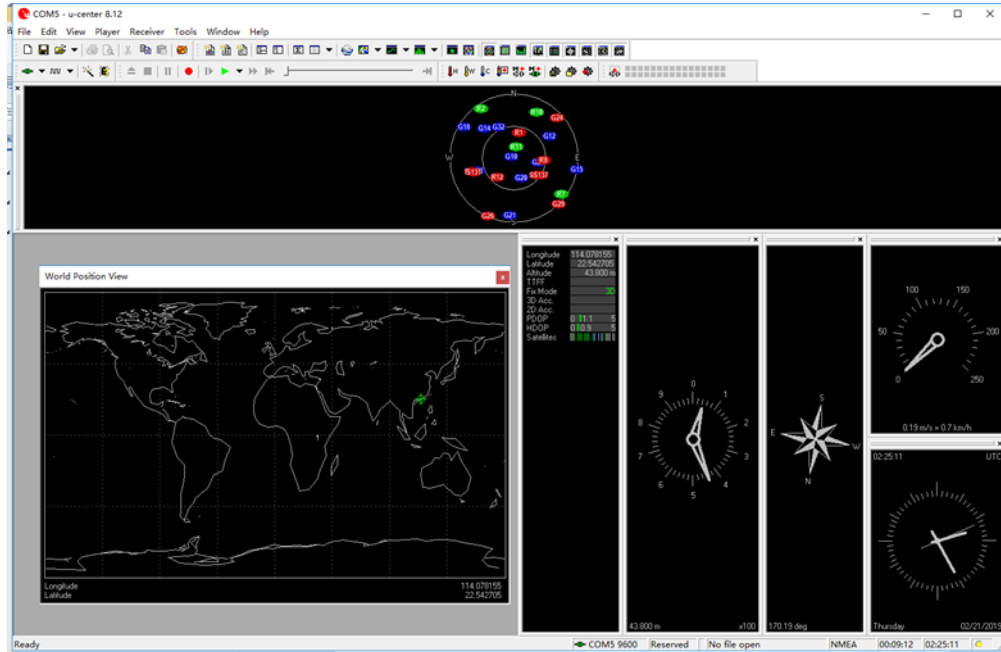 COM5 - u-center 8.12
File Edit View Player Receiver Tools Window Help
N
R2
R10
G24
G18 G14 G32
R1
G12
R11
G10
R8
W
E
G15
R12
G20
R7
G29
G26
G21
World Position View
Longitude 114.078155
Latitude 22.542705
Longitude 114.078155
Latitude 22.542705
Altitude 43.800 m
TTFF
Fix Mode 3D
3D Acc.
2D Acc.
PDOP 0 1.1 5
HDOP 0 0.9 5
Satellites
0
1
2
3
4
5
6
7
8
9
43.800 m x100
S
E
W
N
170.19 deg
0
50
100
150
200
250
0.19 m/s = 0.7 km/h
02:25:11 UTC
Thursday 02/21/2019
Ready COM5 9600 Reserved No file open NMEA 00:09:12 02:25:11